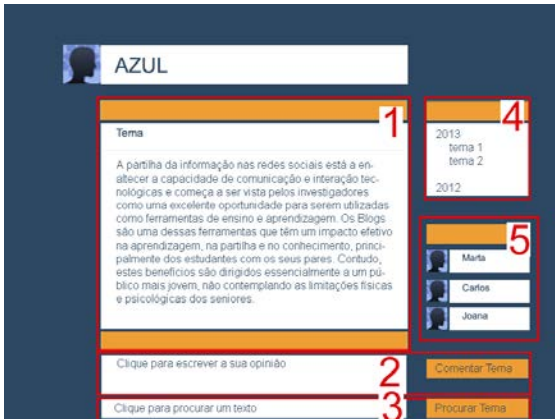 AZUL
1
Tema
A partilha da informação nas redes sociais está a en-
altecer a capacidade de comunicação e interação tec-
nológicas e começa a ser vista pelos investigadores
como uma excelente oportunidade para serem utilizadas
como ferramentas de ensino e aprendizagem. Os Blogs
são uma dessas ferramentas que têm um impacto efetivo
na aprendizagem, na partilha e no conhecimento, princi-
palmente dos estudantes com os seus pares. Contudo,
estes benefícios são dirigidos essencialmente a um pú-
blico mais jovem, não contemplando as limitações físicas
e psicológicas dos seniores.
4
2013
tema 1
tema 2
2012
5
Marta
Carlos
Joana
Clique para escrever a sua opinião
2
Comentar Tema
Clique para procurar um texto
3
Procurar Tema